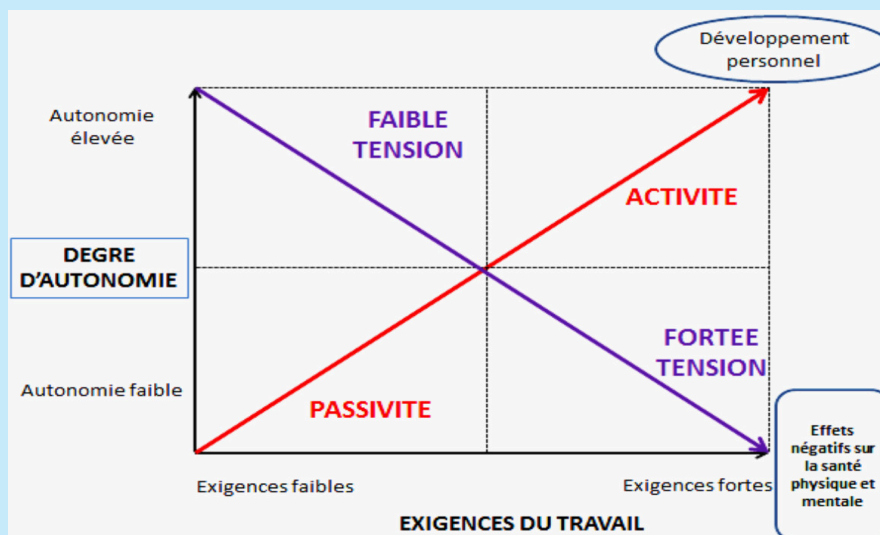 Développement
personnel
Autonomie
élevée
FAIBLE
TENSION
ACTIVITE
DEGRE
D'AUTONOMIE
FORTEE
TENSION
Autonomie faible
PASSIVITE
Effets
négatifs sur
la santé
physique et
mentale
Exigences faibles
Exigences fortes
EXIGENCES DU TRAVAIL